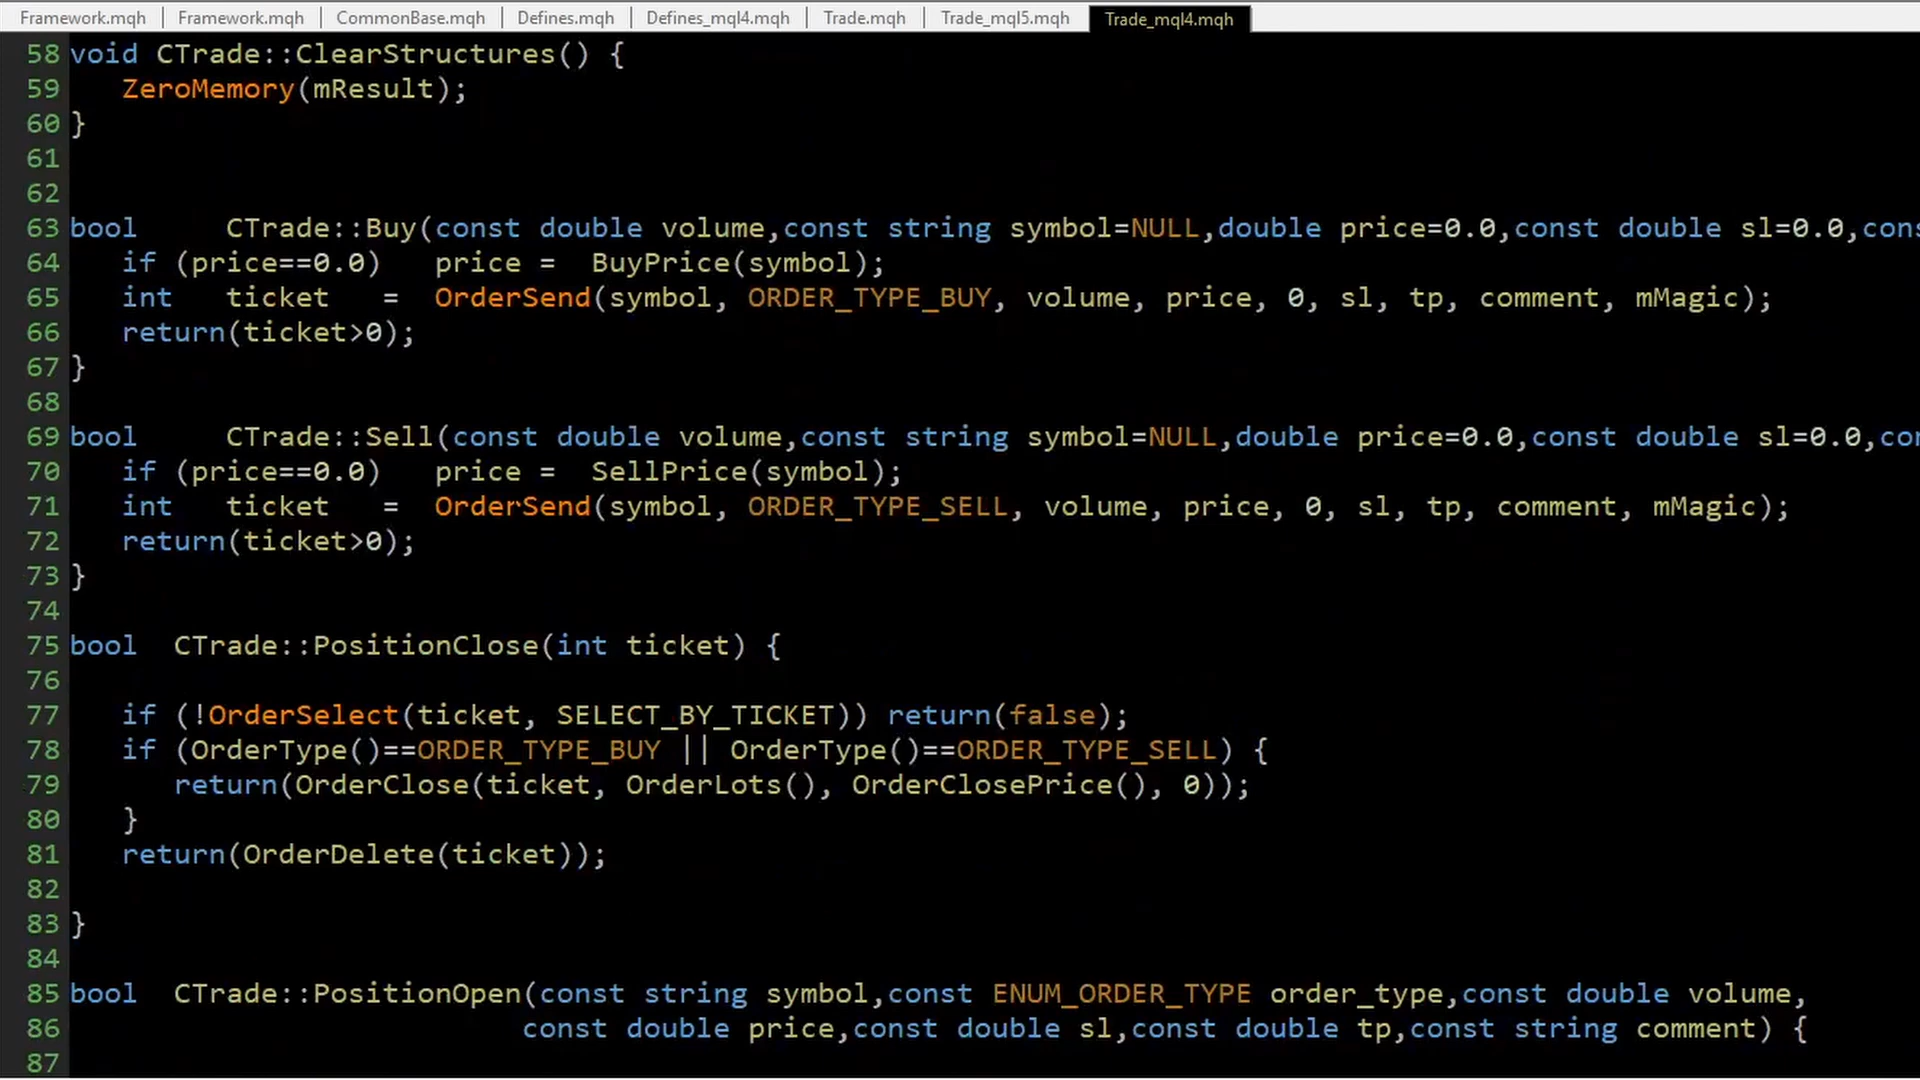 Framework.mqh Framework.mqh CommonBase.mqh Defines.mqh Defines_mql4.mqh Trade.mqh Trade_mql5.mqh Trade_mql4.mqh
58 void CTrade::ClearStructures() {
59    ZeroMemory(mResult);
60 }
61
62
63 bool     CTrade::Buy(const double volume,const string symbol=NULL,double price=0.0,const double sl=0.0,cons
64    if (price==0.0)   price =  BuyPrice(symbol);
65    int   ticket   =  OrderSend(symbol, ORDER_TYPE_BUY, volume, price, 0, sl, tp, comment, mMagic);
66    return(ticket>0);
67 }
68
69 bool     CTrade::Sell(const double volume,const string symbol=NULL,double price=0.0,const double sl=0.0,con
70    if (price==0.0)   price =  SellPrice(symbol);
71    int   ticket   =  OrderSend(symbol, ORDER_TYPE_SELL, volume, price, 0, sl, tp, comment, mMagic);
72    return(ticket>0);
73 }
74
75 bool  CTrade::PositionClose(int ticket) {
76
77    if (!OrderSelect(ticket, SELECT_BY_TICKET)) return(false);
78    if (OrderType()==ORDER_TYPE_BUY || OrderType()==ORDER_TYPE_SELL) {
79       return(OrderClose(ticket, OrderLots(), OrderClosePrice(), 0));
80    }
81    return(OrderDelete(ticket));
82
83 }
84
85 bool  CTrade::PositionOpen(const string symbol,const ENUM_ORDER_TYPE order_type,const double volume,
86                           const double price,const double sl,const double tp,const string comment) {
87